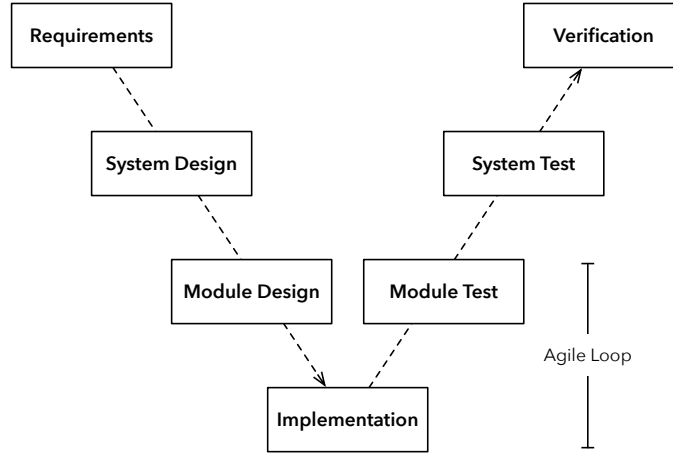 Requirements
Verification
System Design
System Test
Module Design
Module Test
Agile Loop
Implementation